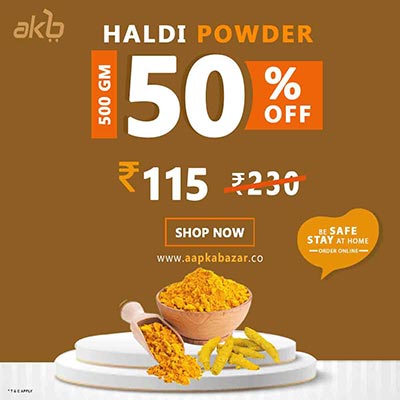 akb
HALDI POWDER
500 GM
50% OFF
₹115 ₹230
SHOP NOW
www.aapkabazar.co
BE SAFE
STAY AT HOME
ORDER ONLINE
* T & C APPLY